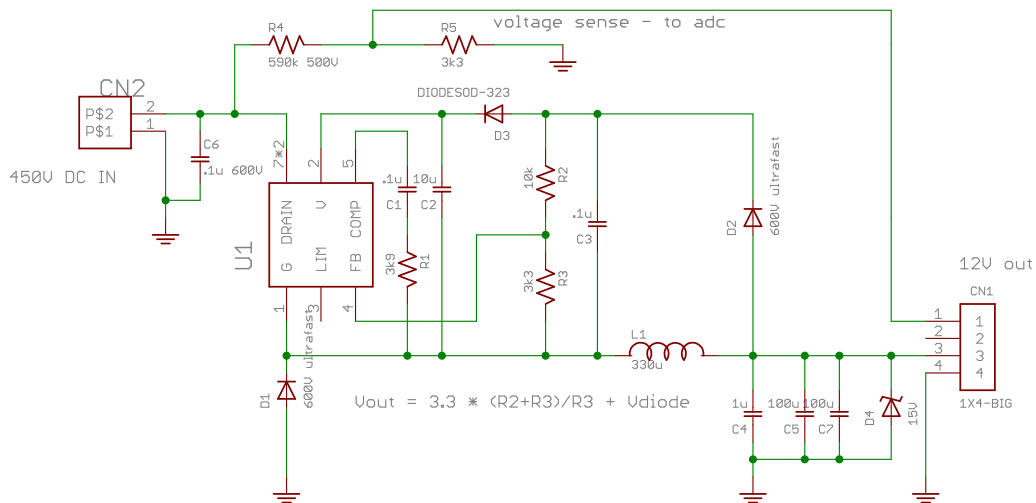 voltage sense - to adc
R4
590k 500V
R5
3k3
CN2
P$2
P$1
2
1
450V DC IN
C6
.1u 600V
DIODESOD-323
D3
7*2
2
5
DRAIN
V
COMP
G
LIM
FB
U1
1
3
4
.1u
C1
10u
C2
3k9
R1
10k
R2
3k3
R3
.1u
C3
D2
600V ultrafast
12V out
CN1
1
2
3
4
1
2
3
4
1X4-BIG
L1
330u
D1
600V ultrafast
Vout = 3.3 * (R2+R3)/R3 + Vdiode
1u
C4
100u
C5
100u
C7
D4
15V